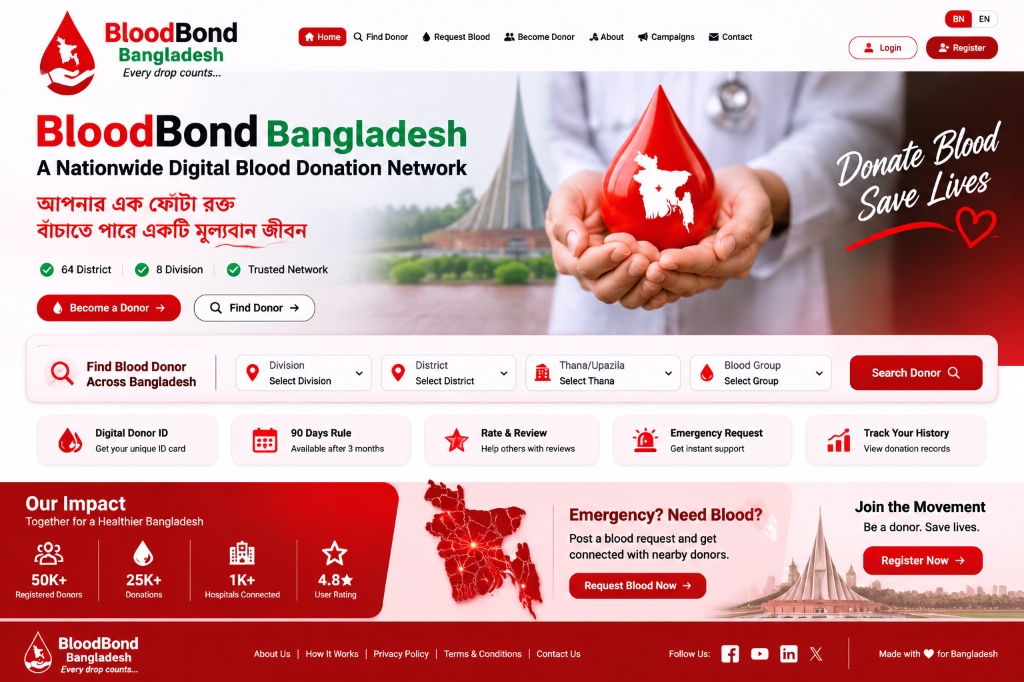 BloodBond
Bangladesh
Every drop counts...
Home
Find Donor
Request Blood
Become Donor
About
Campaigns
Contact
BN
EN
Login
Register
BloodBond Bangladesh
A Nationwide Digital Blood Donation Network
আপনার এক ফোঁটা রক্ত
বাঁচাতে পারে একটি মূল্যবান জীবন
64 District
8 Division
Trusted Network
Become a Donor →
Find Donor →
Donate Blood
Save Lives
Find Blood Donor
Across Bangladesh
Division
Select Division
District
Select District
Thana/Upazila
Select Thana
Blood Group
Select Group
Search Donor
Digital Donor ID
Get your unique ID card
90 Days Rule
Available after 3 months
Rate & Review
Help others with reviews
Emergency Request
Get instant support
Track Your History
View donation records
Our Impact
Together for a Healthier Bangladesh
50K+
Registered Donors
25K+
Donations
1K+
Hospitals Connected
4.8★
User Rating
Emergency? Need Blood?
Post a blood request and get
connected with nearby donors.
Request Blood Now →
Join the Movement
Be a donor. Save lives.
Register Now →
BloodBond
Bangladesh
Every drop counts...
About Us | How It Works | Privacy Policy | Terms & Conditions | Contact Us
Follow Us:
Made with ♥ for Bangladesh